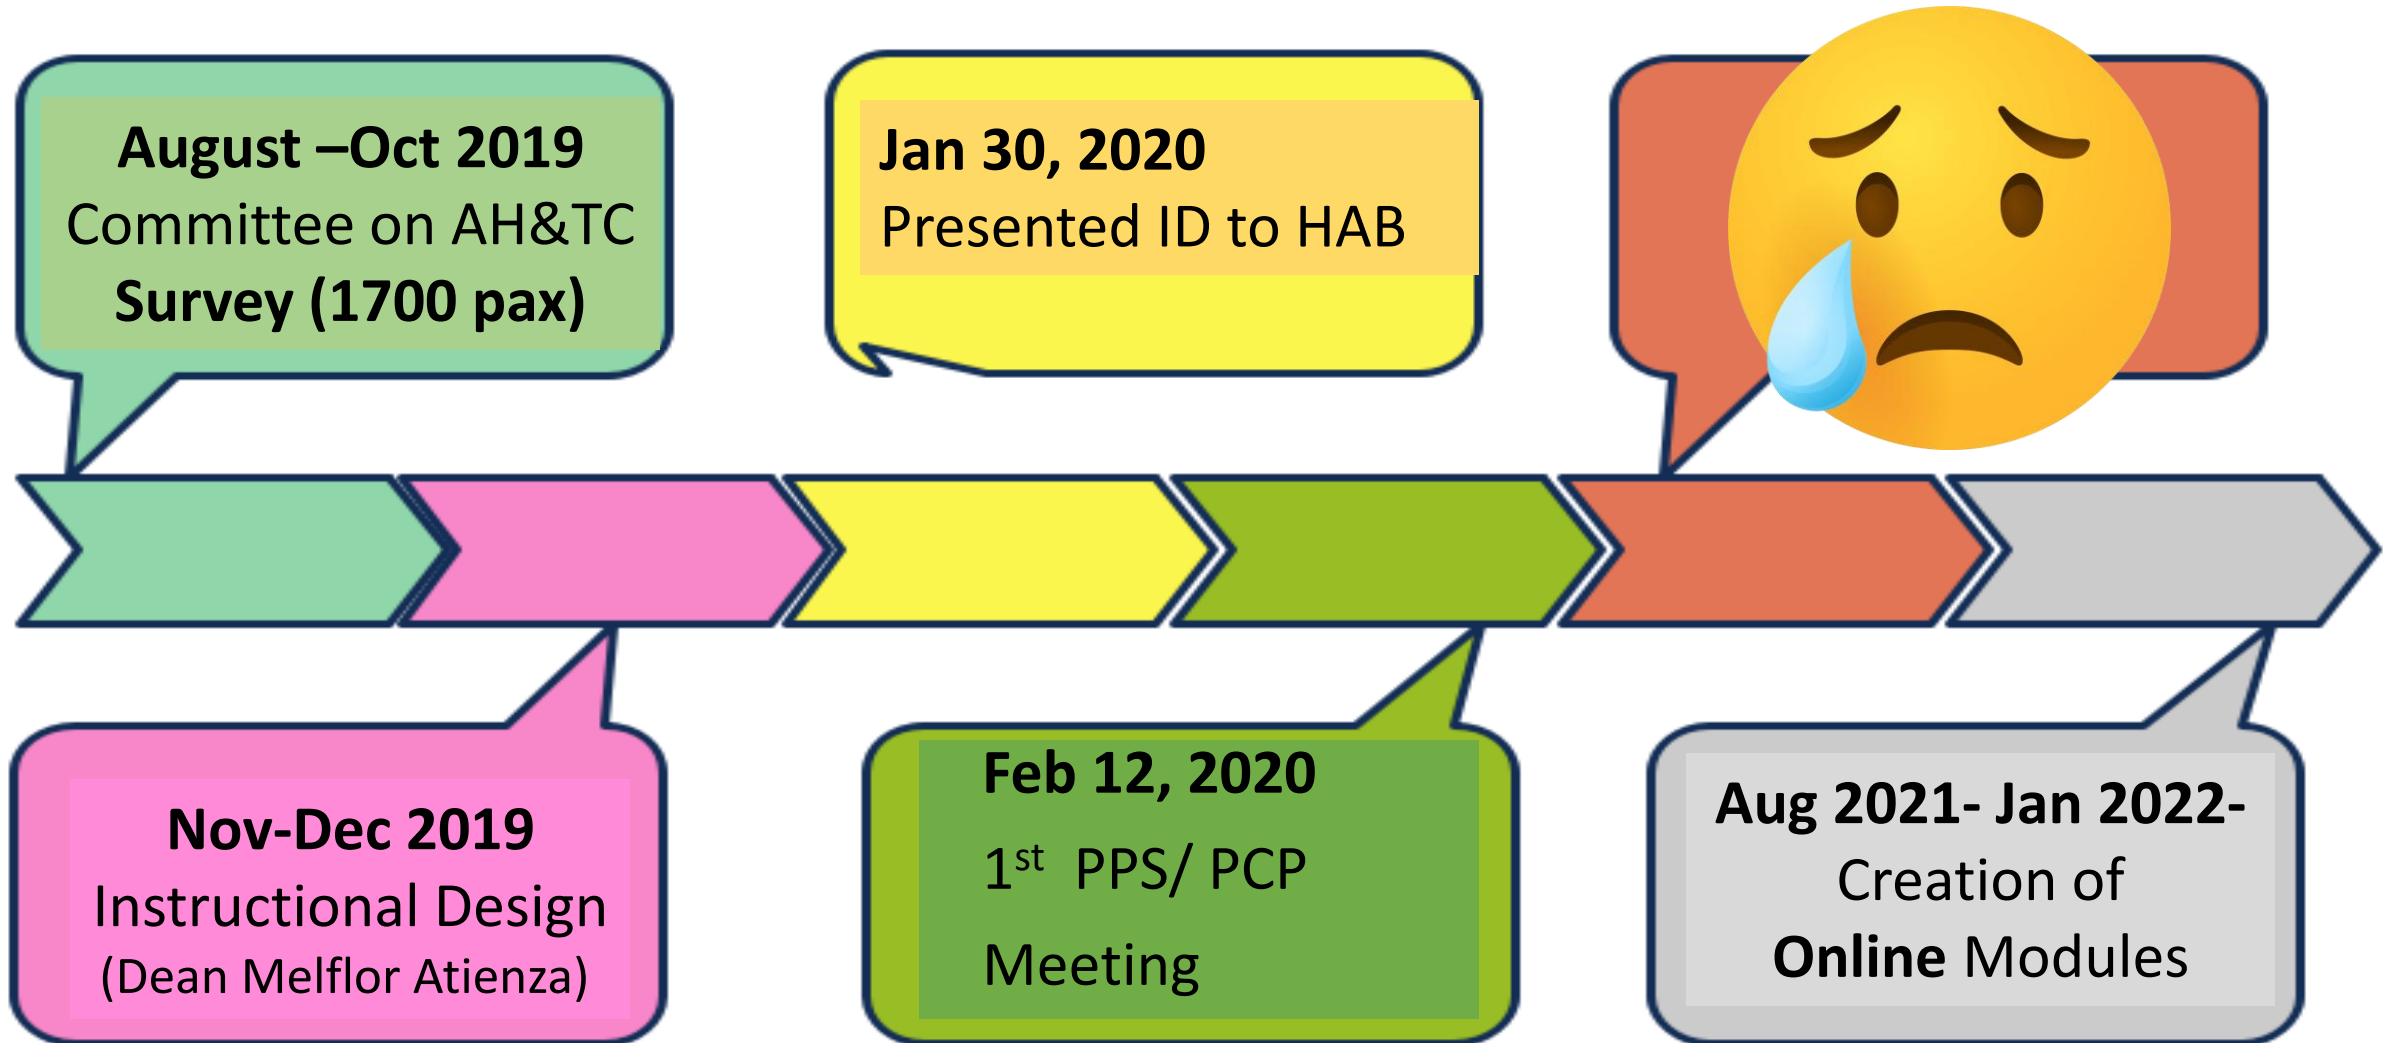 August –Oct 2019
Committee on AH&TC
Survey (1700 pax)
Nov-Dec 2019
Instructional Design
(Dean Melflor Atienza)
Jan 30, 2020
Presented ID to HAB
Feb 12, 2020
1st PPS/ PCP
Meeting
Aug 2021- Jan 2022-
Creation of
Online Modules